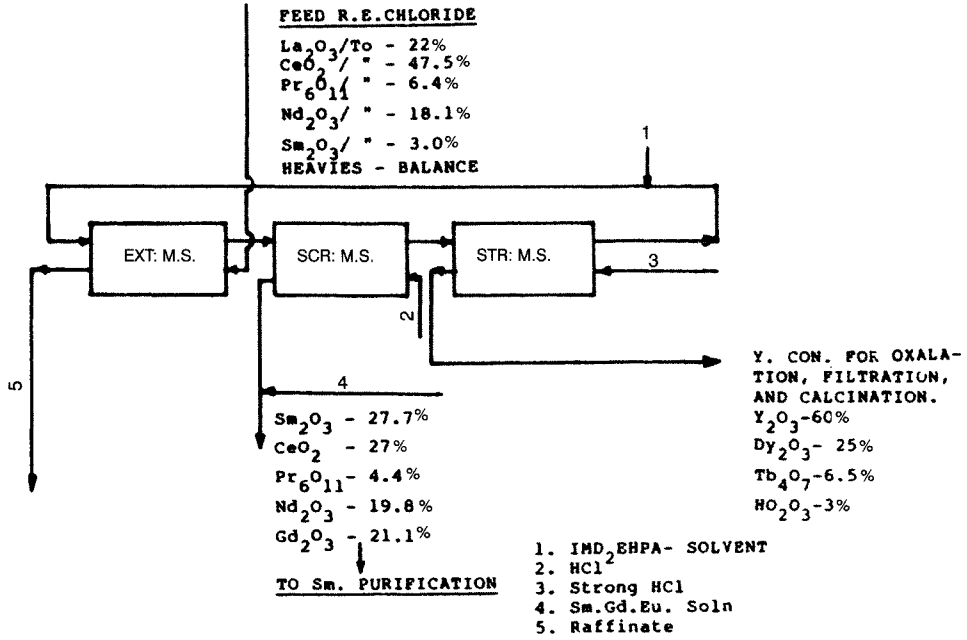 FEED R.E.CHLORIDE
La2O3/To - 22%
CeO2 / " - 47.5%
Pr6O11/ " - 6.4%
Nd2O3/ " - 18.1%
Sm2O3/ " - 3.0%
HEAVIES - BALANCE
1
EXT: M.S.
SCR: M.S.
STR: M.S.
3
2
5
4
Sm2O3 - 27.7%
CeO2 - 27%
Pr6O11- 4.4%
Nd2O3 - 19.8%
Gd2O3 - 21.1%
TO Sm. PURIFICATION
Y. CON. FOR OXALA-
TION, FILTRATION,
AND CALCINATION.
Y2O3-60%
Dy2O3- 25%
Tb4O7-6.5%
HO2O3-3%
1. IMD2EHPA- SOLVENT
2. HCl
3. Strong HCl
4. Sm.Gd.Eu. Soln
5. Raffinate